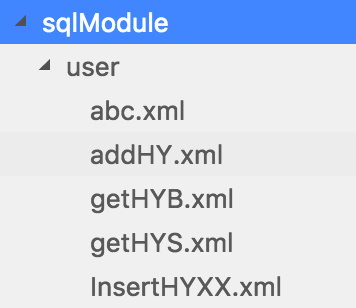 sqlModule
user
abc.xml
addHY.xml
getHYB.xml
getHYS.xml
InsertHYXX.xml